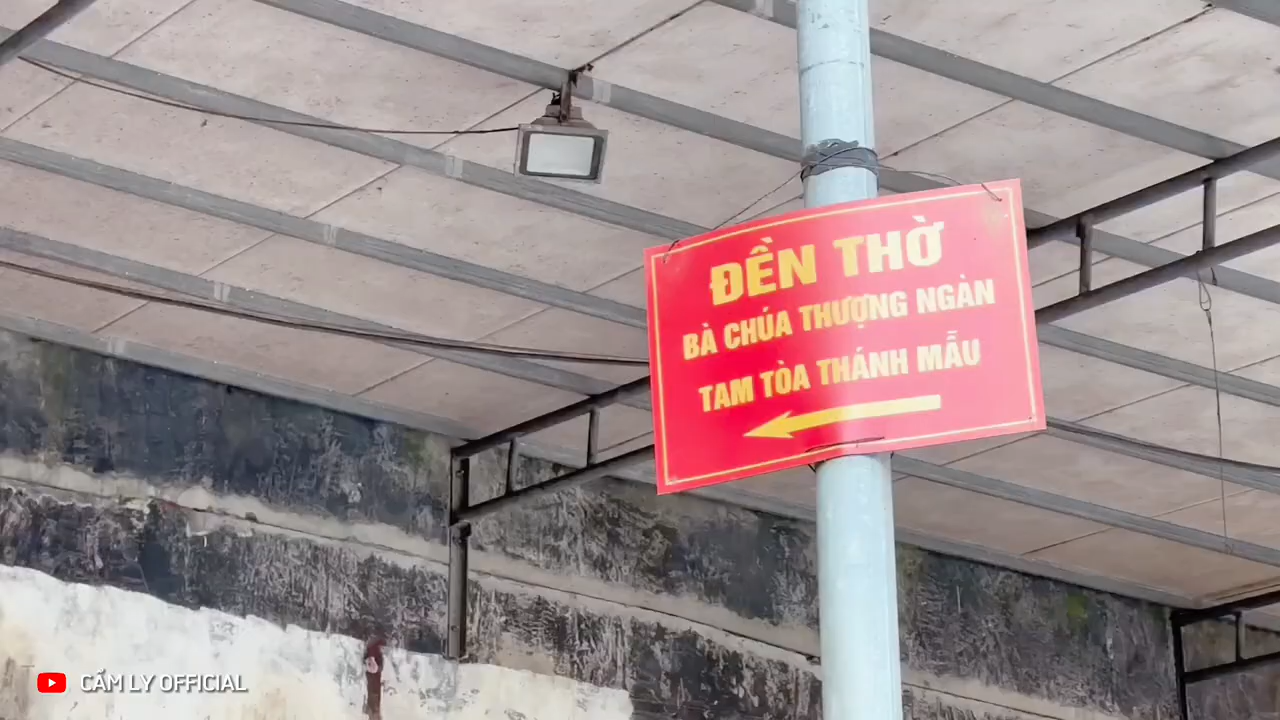 ĐỀN THỜ
BÀ CHÚA THƯỢNG NGÀN
TAM TÒA THÁNH MẪU
CẨM LY OFFICIAL